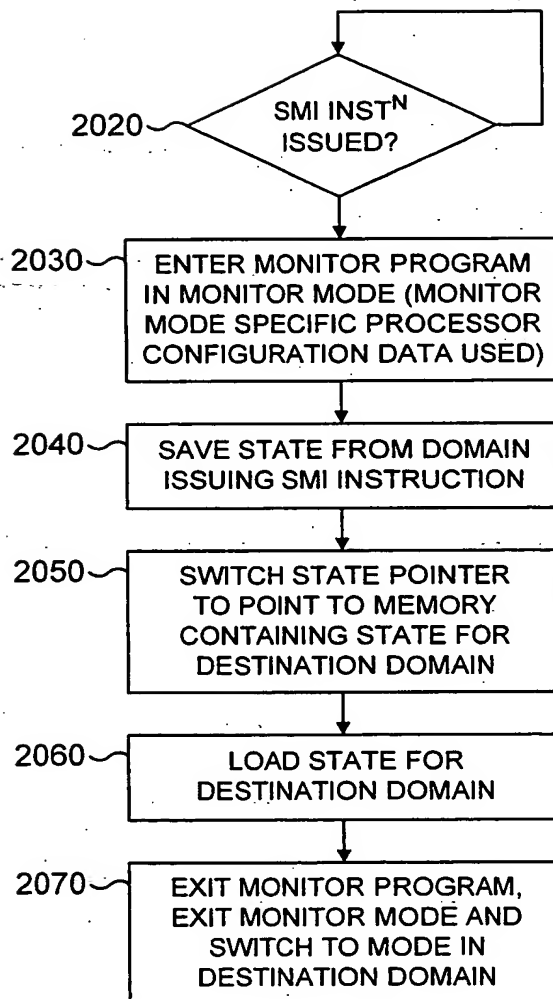 2020
SMI INSTᴺ
ISSUED?
2030
ENTER MONITOR PROGRAM
IN MONITOR MODE (MONITOR
MODE SPECIFIC PROCESSOR
CONFIGURATION DATA USED)
2040
SAVE STATE FROM DOMAIN
ISSUING SMI INSTRUCTION
2050
SWITCH STATE POINTER
TO POINT TO MEMORY
CONTAINING STATE FOR
DESTINATION DOMAIN
2060
LOAD STATE FOR
DESTINATION DOMAIN
2070
EXIT MONITOR PROGRAM,
EXIT MONITOR MODE AND
SWITCH TO MODE IN
DESTINATION DOMAIN